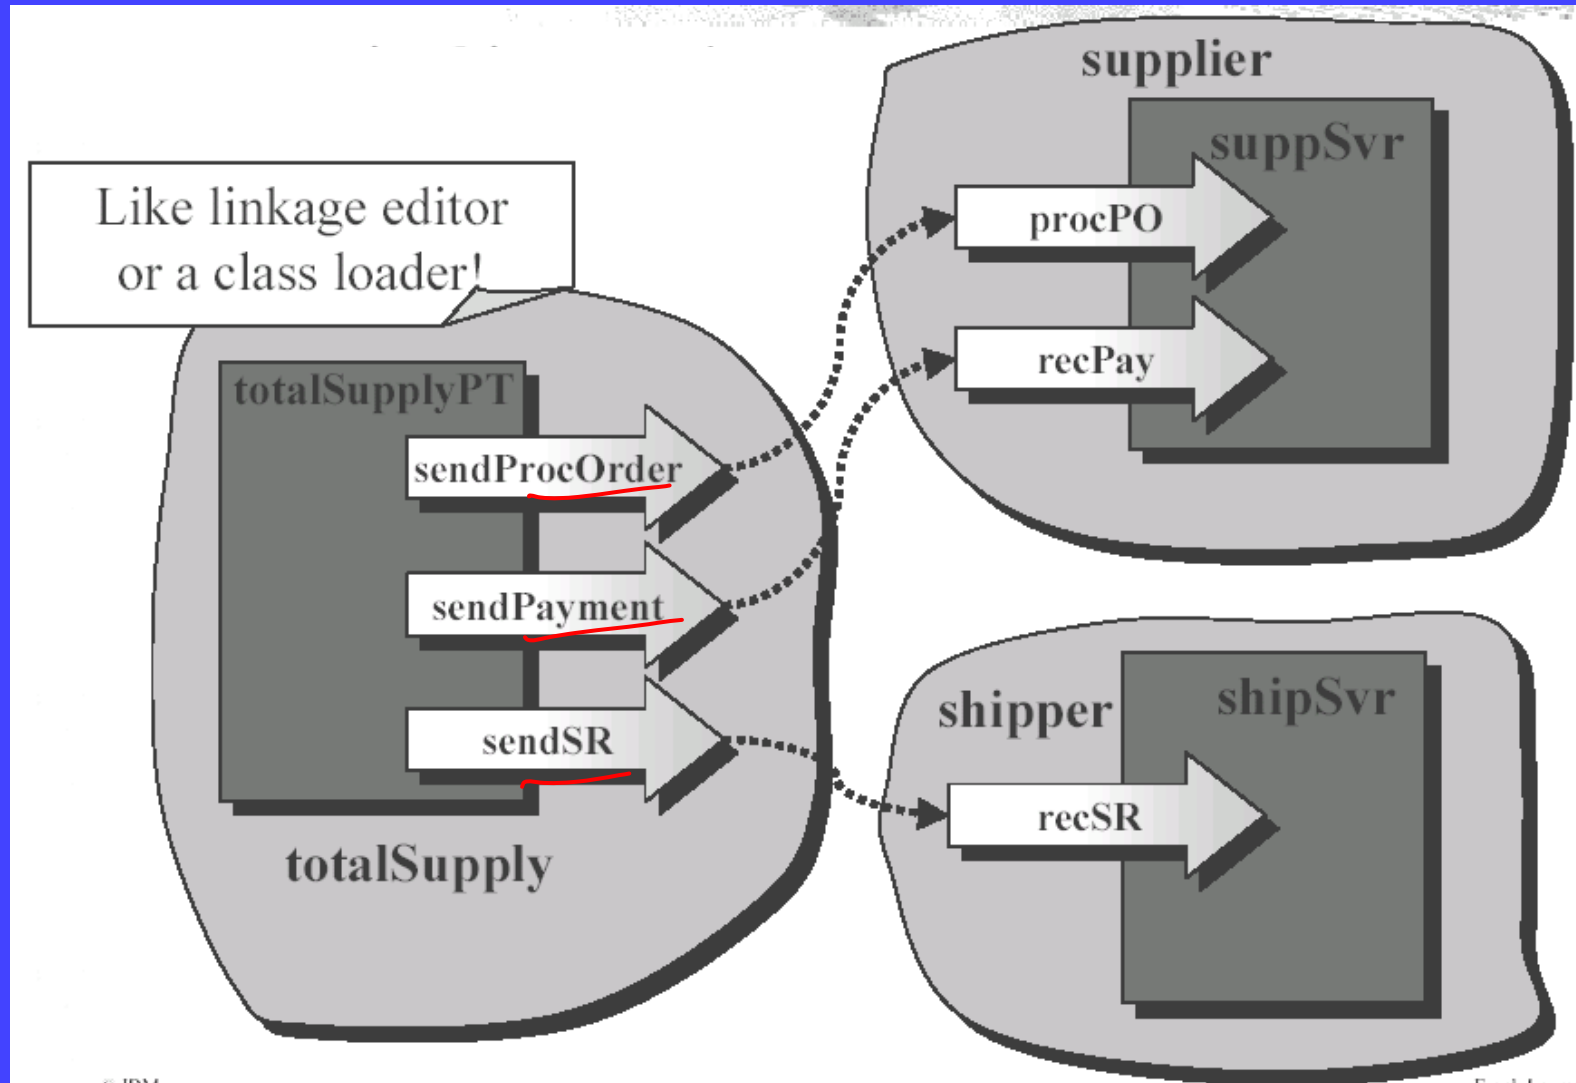 supplier
suppSvr
Like linkage editor
or a class loader!
procPO
recPay
totalSupplyPT
sendProcOrder
sendPayment
sendSR
totalSupply
shipper
shipSvr
recSR